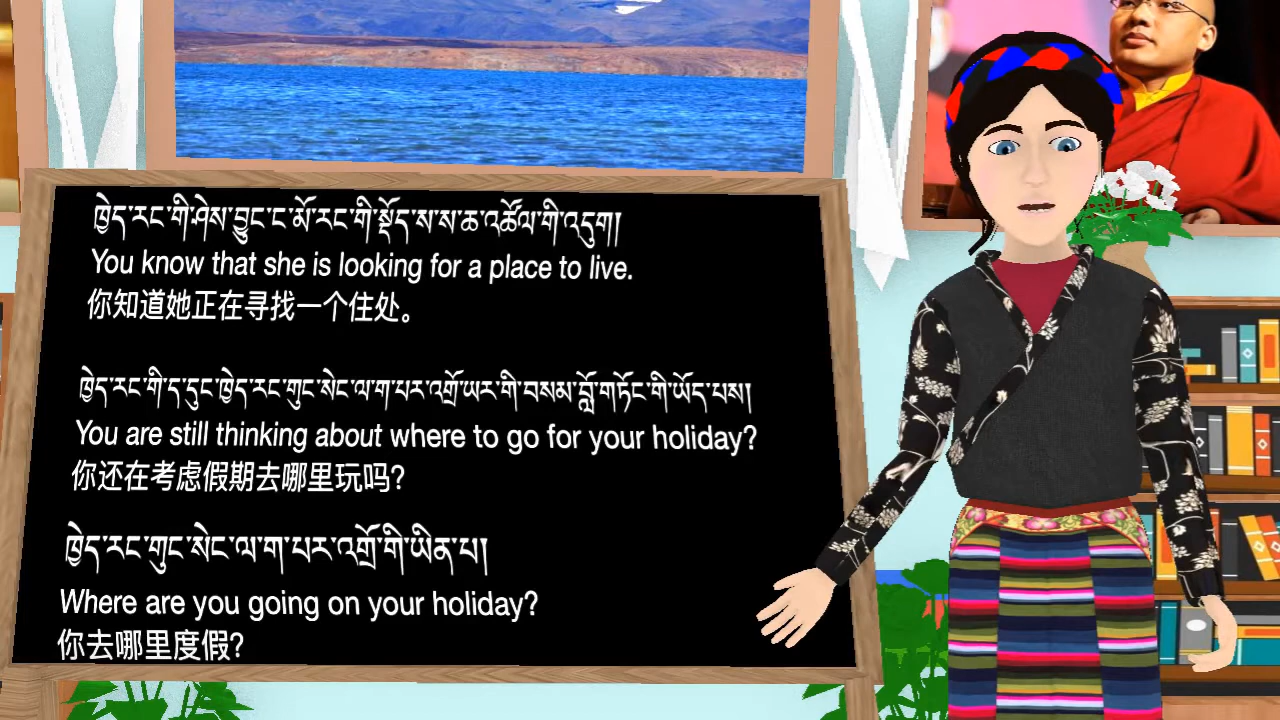 ཁྱེད་རང་གི་ཤེས་བྱུང་ང་མོ་རང་གི་སྡོད་ས་ས་ཆ་འཚོལ་གི་འདུག།
You know that she is looking for a place to live.
你知道她正在寻找一个住处。
ཁྱེད་རང་གི་ད་དུང་ཁྱེད་རང་གུང་སེང་ལ་ག་པར་འགྲོ་ཡར་གི་བསམ་བློ་གཏོང་གི་ཡོད་པས།
You are still thinking about where to go for your holiday?
你还在考虑假期去哪里玩吗?
ཁྱེད་རང་གུང་སེང་ལ་ག་པར་འགྲོ་གི་ཡིན་པ།
Where are you going on your holiday?
你去哪里度假?